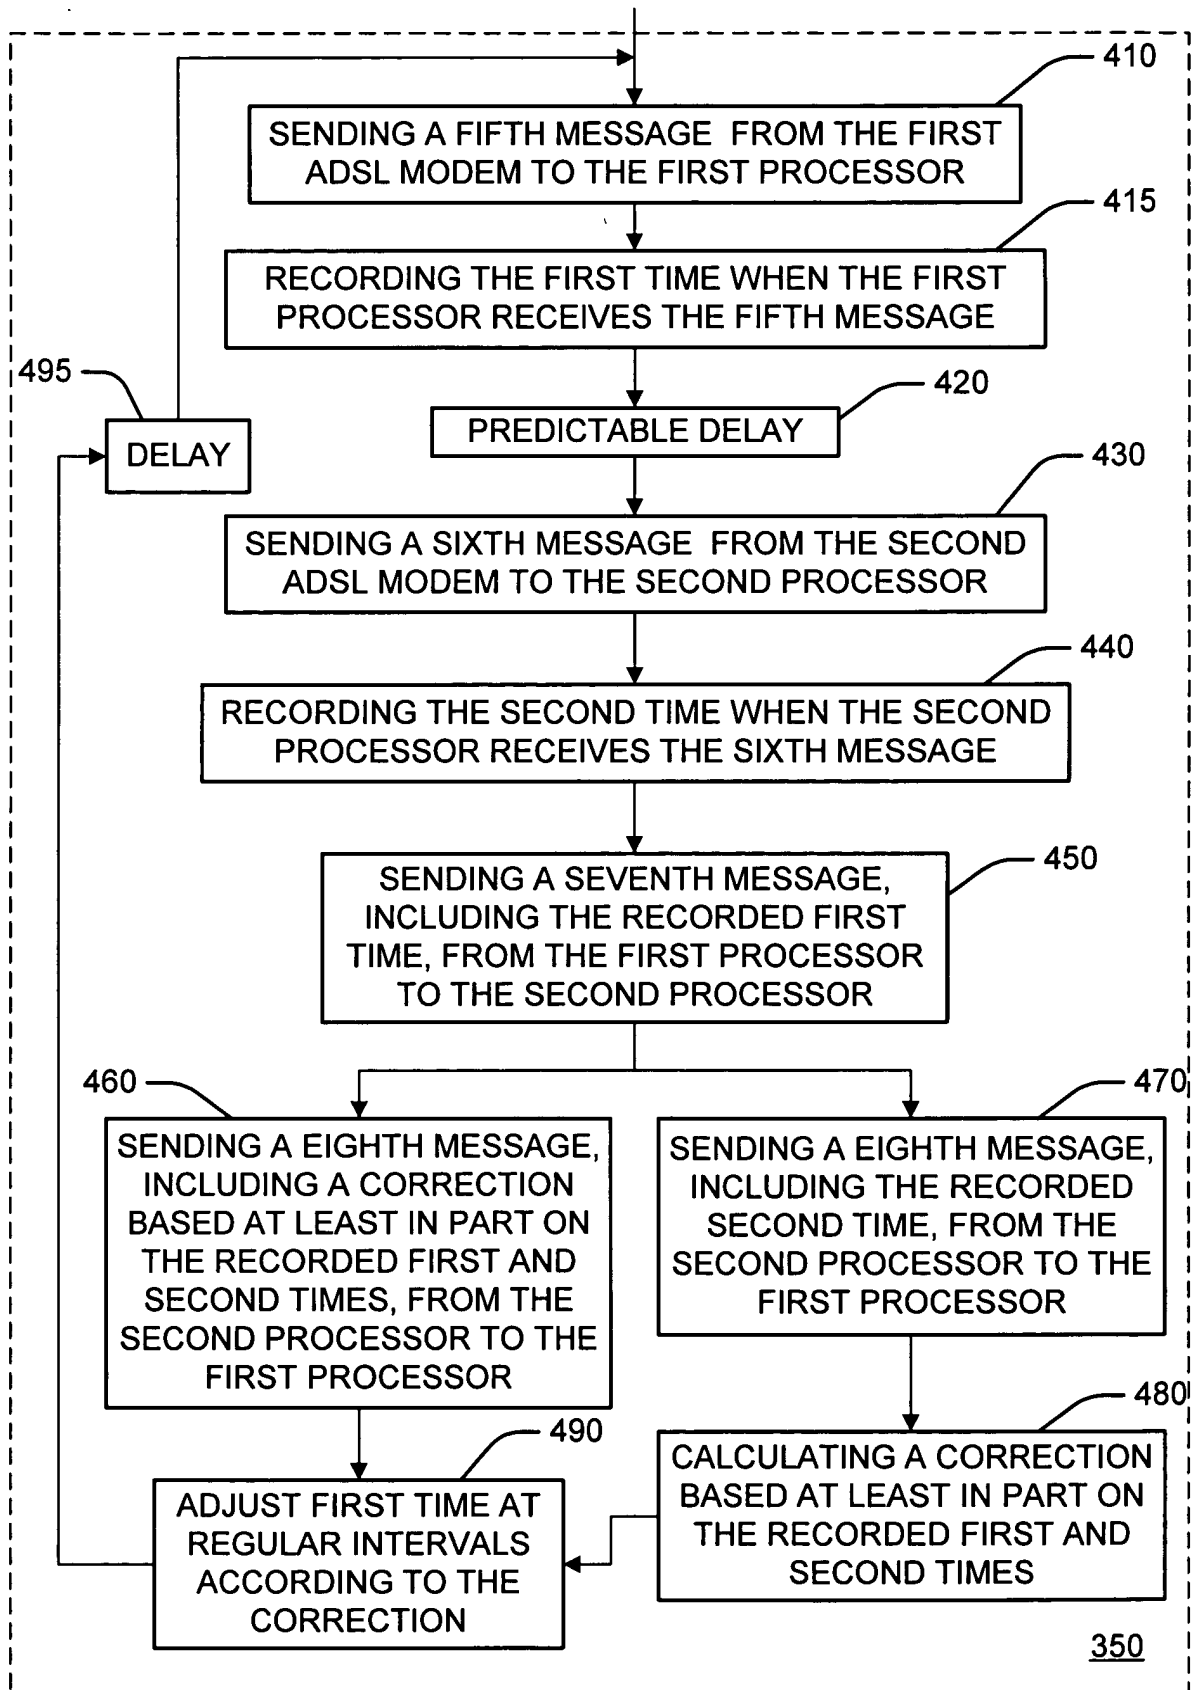 410
SENDING A FIFTH MESSAGE FROM THE FIRST
ADSL MODEM TO THE FIRST PROCESSOR
415
RECORDING THE FIRST TIME WHEN THE FIRST
PROCESSOR RECEIVES THE FIFTH MESSAGE
495
DELAY
420
PREDICTABLE DELAY
430
SENDING A SIXTH MESSAGE FROM THE SECOND
ADSL MODEM TO THE SECOND PROCESSOR
440
RECORDING THE SECOND TIME WHEN THE SECOND
PROCESSOR RECEIVES THE SIXTH MESSAGE
450
SENDING A SEVENTH MESSAGE,
INCLUDING THE RECORDED FIRST
TIME, FROM THE FIRST PROCESSOR
TO THE SECOND PROCESSOR
460
SENDING A EIGHTH MESSAGE,
INCLUDING A CORRECTION
BASED AT LEAST IN PART ON
THE RECORDED FIRST AND
SECOND TIMES, FROM THE
SECOND PROCESSOR TO THE
FIRST PROCESSOR
470
SENDING A EIGHTH MESSAGE,
INCLUDING THE RECORDED
SECOND TIME, FROM THE
SECOND PROCESSOR TO THE
FIRST PROCESSOR
480
CALCULATING A CORRECTION
BASED AT LEAST IN PART ON
THE RECORDED FIRST AND
SECOND TIMES
490
ADJUST FIRST TIME AT
REGULAR INTERVALS
ACCORDING TO THE
CORRECTION
350